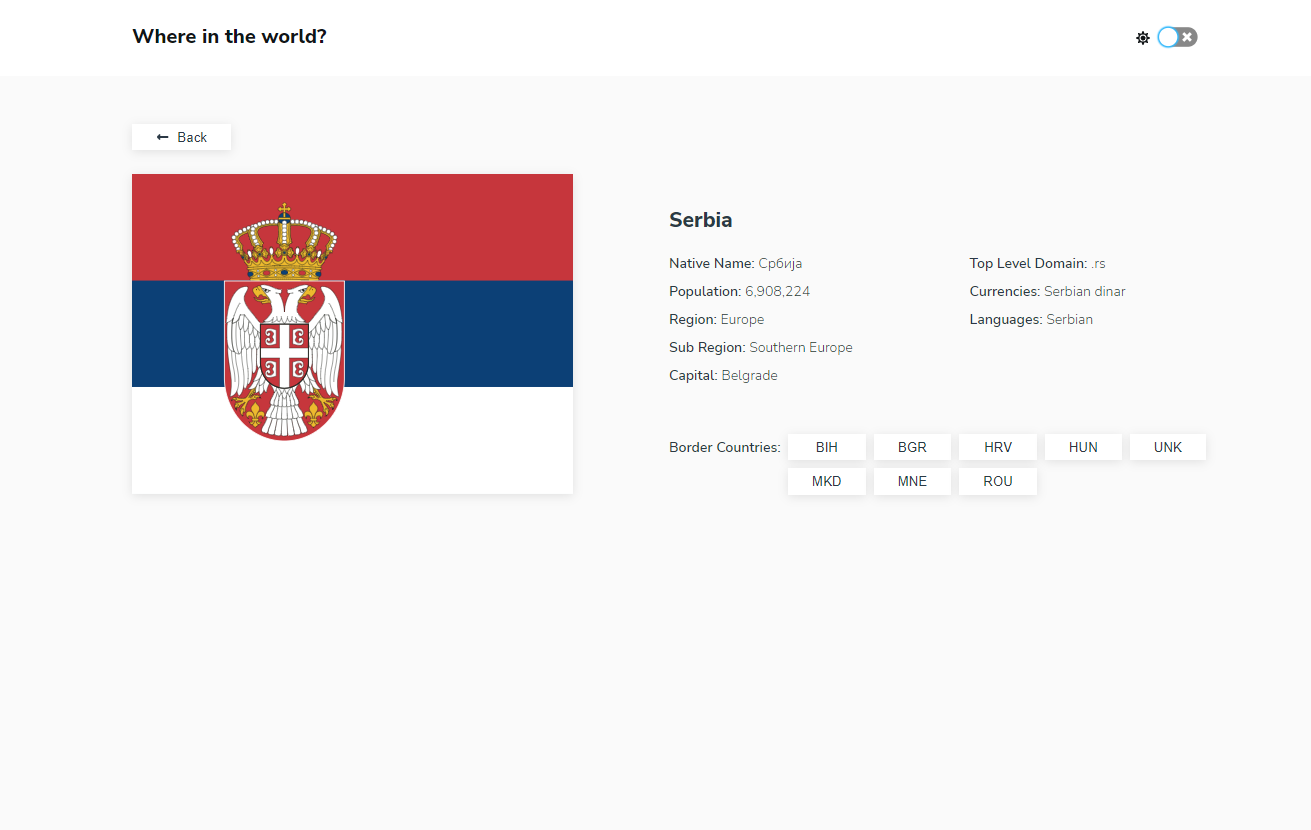 Where in the world?
Back
Serbia
Native Name: Србија
Population: 6,908,224
Region: Europe
Sub Region: Southern Europe
Capital: Belgrade
Top Level Domain: .rs
Currencies: Serbian dinar
Languages: Serbian
Border Countries: BIH BGR HRV HUN UNK
MKD MNE ROU